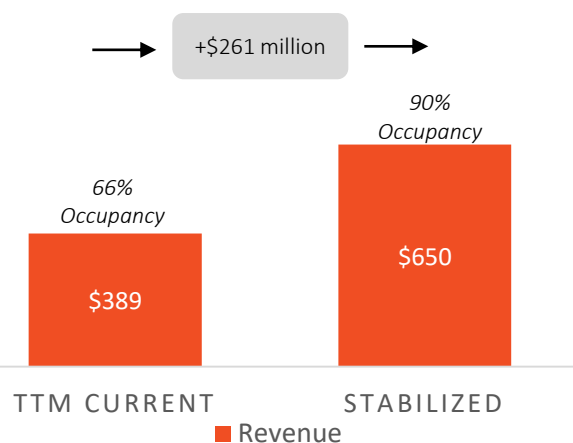 +$261 million
90%
Occupancy
66%
Occupancy
$650
$389
TTM CURRENT
STABILIZED
Revenue